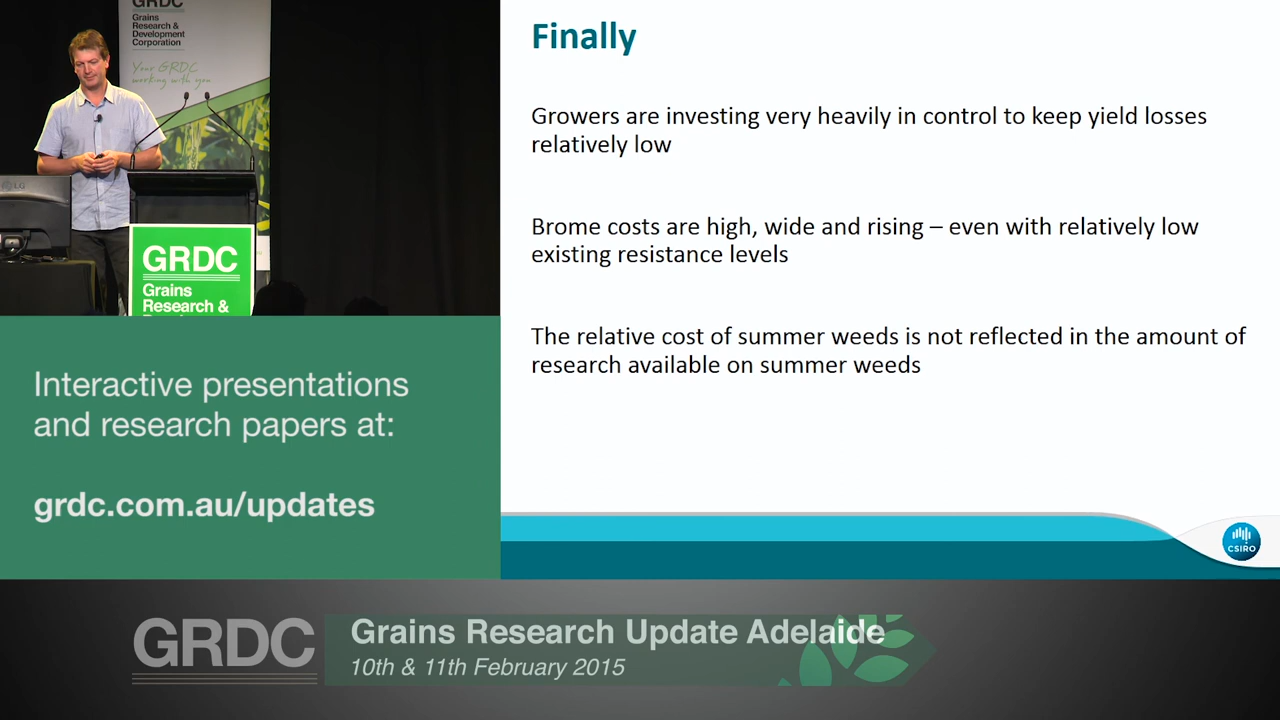 GRDC
Grains
Research &
Development
Corporation
Your GRDC
working with you
LG
GRDC
Grains
Research &
Finally
Growers are investing very heavily in control to keep yield losses
relatively low
Brome costs are high, wide and rising – even with relatively low
existing resistance levels
The relative cost of summer weeds is not reflected in the amount of
research available on summer weeds
CSIRO
Interactive presentations
and research papers at:
grdc.com.au/updates
GRDC
Grains Research Update Adelaide
10th & 11th February 2015